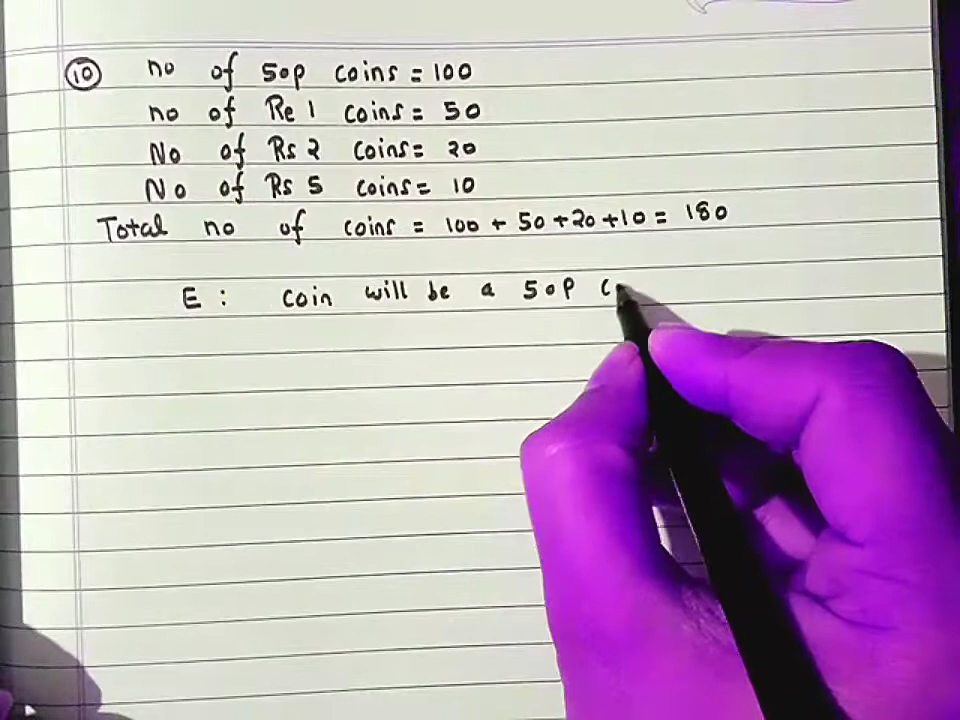 10 no of 50p coins = 100
no of Re 1 coins = 50
No of Rs 2 coins = 20
No of Rs 5 coins = 10
Total no of coins = 100 + 50 + 20 + 10 = 180
E : coin will be a 50p c